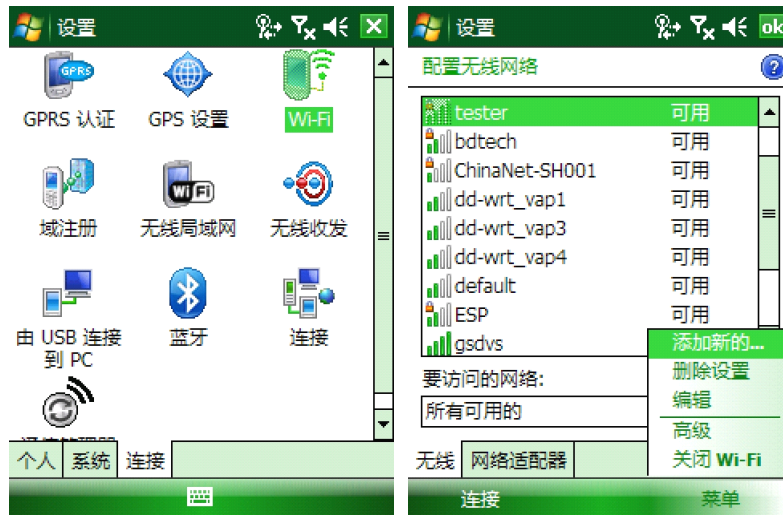 设置
GPRS
GPRS 认证
GPS 设置
Wi-Fi
域注册
Wi Fi
无线局域网
无线收发
由 USB 连接
到 PC
蓝牙
连接
个人
系统
连接
设置
ok
配置无线网络
?
tester 可用
bdtech 可用
ChinaNet-SH001 可用
dd-wrt_vap1 可用
dd-wrt_vap3 可用
dd-wrt_vap4 可用
default 可用
ESP 可用
gsdvs
添加新的...
删除设置
编辑
高级
关闭 Wi-Fi
要访问的网络:
所有可用的
无线
网络适配器
连接
菜单